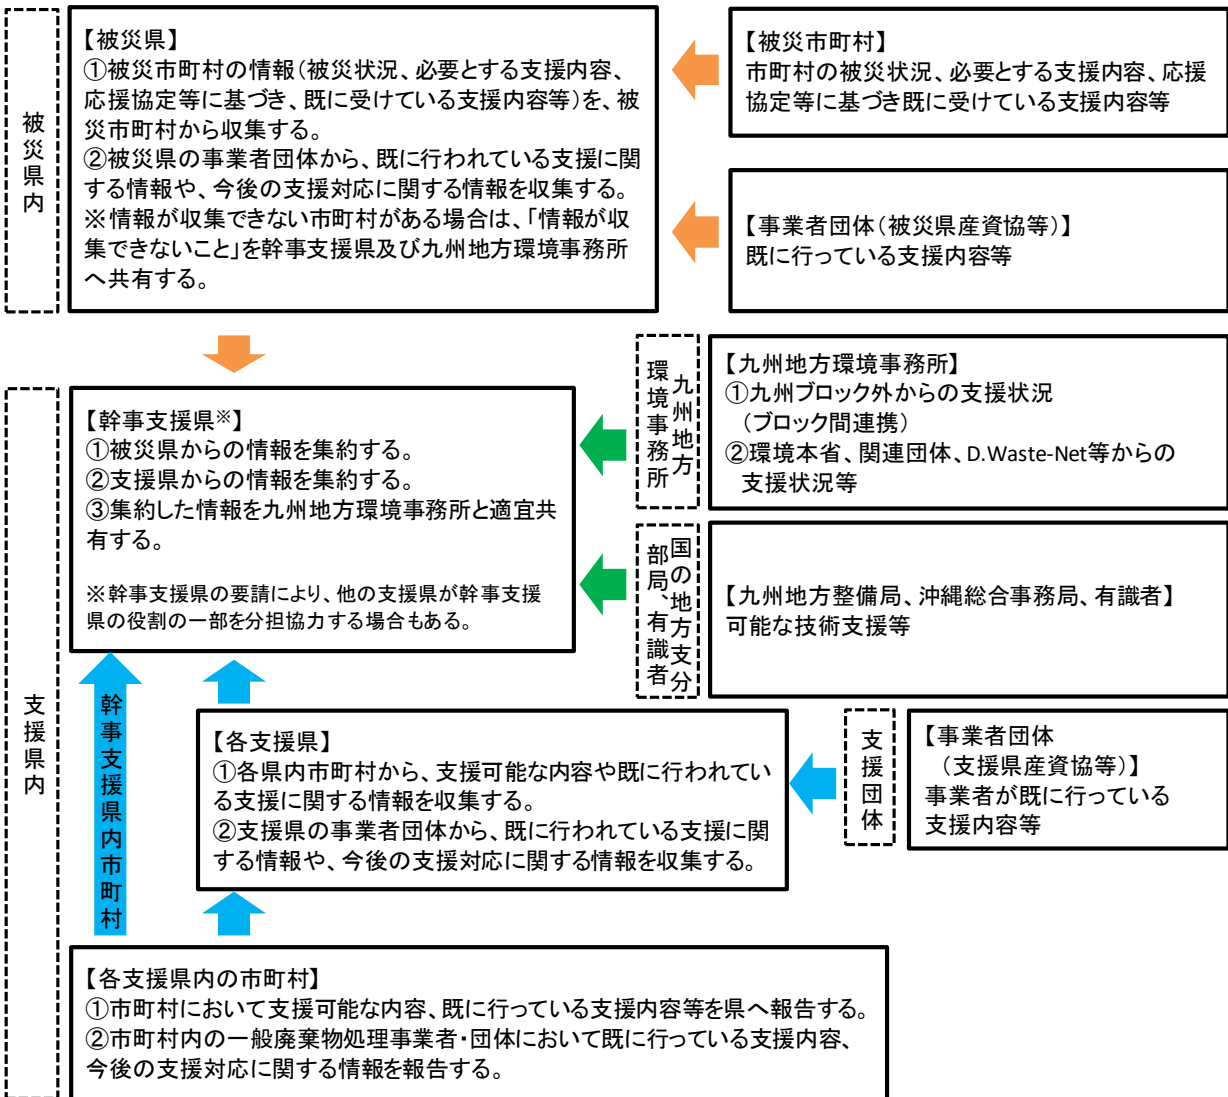 被災県内
【被災県】
①被災市町村の情報（被災状況、必要とする支援内容、
応援協定等に基づき、既に受けている支援内容等）を、被
災市町村から収集する。
②被災県の事業者団体から、既に行われている支援に関
する情報や、今後の支援対応に関する情報を収集する。
※情報が収集できない市町村がある場合は、「情報が収
集できないこと」を幹事支援県及び九州地方環境事務所
へ共有する。
【被災市町村】
市町村の被災状況、必要とする支援内容、応援
協定等に基づき既に受けている支援内容等
【事業者団体（被災県産資協等）】
既に行っている支援内容等
支援県内
【幹事支援県※】
①被災県からの情報を集約する。
②支援県からの情報を集約する。
③集約した情報を九州地方環境事務所と適宜共
有する。
※幹事支援県の要請により、他の支援県が幹事支援
県の役割の一部を分担協力する場合もある。
九州地方
環境事務所
【九州地方環境事務所】
①九州ブロック外からの支援状況
（ブロック間連携）
②環境本省、関連団体、D.Waste-Net等からの
支援状況等
国の地方支分
部局、有識者
【九州地方整備局、沖縄総合事務局、有識者】
可能な技術支援等
幹事支援県内市町村
【各支援県】
①各県内市町村から、支援可能な内容や既に行われてい
る支援に関する情報を収集する。
②支援県の事業者団体から、既に行われている支援に関
する情報や、今後の支援対応に関する情報を収集する。
支援団体
【事業者団体
（支援県産資協等）】
事業者が既に行っている
支援内容等
【各支援県内の市町村】
①市町村において支援可能な内容、既に行っている支援内容等を県へ報告する。
②市町村内の一般廃棄物処理事業者・団体において既に行っている支援内容、
今後の支援対応に関する情報を報告する。